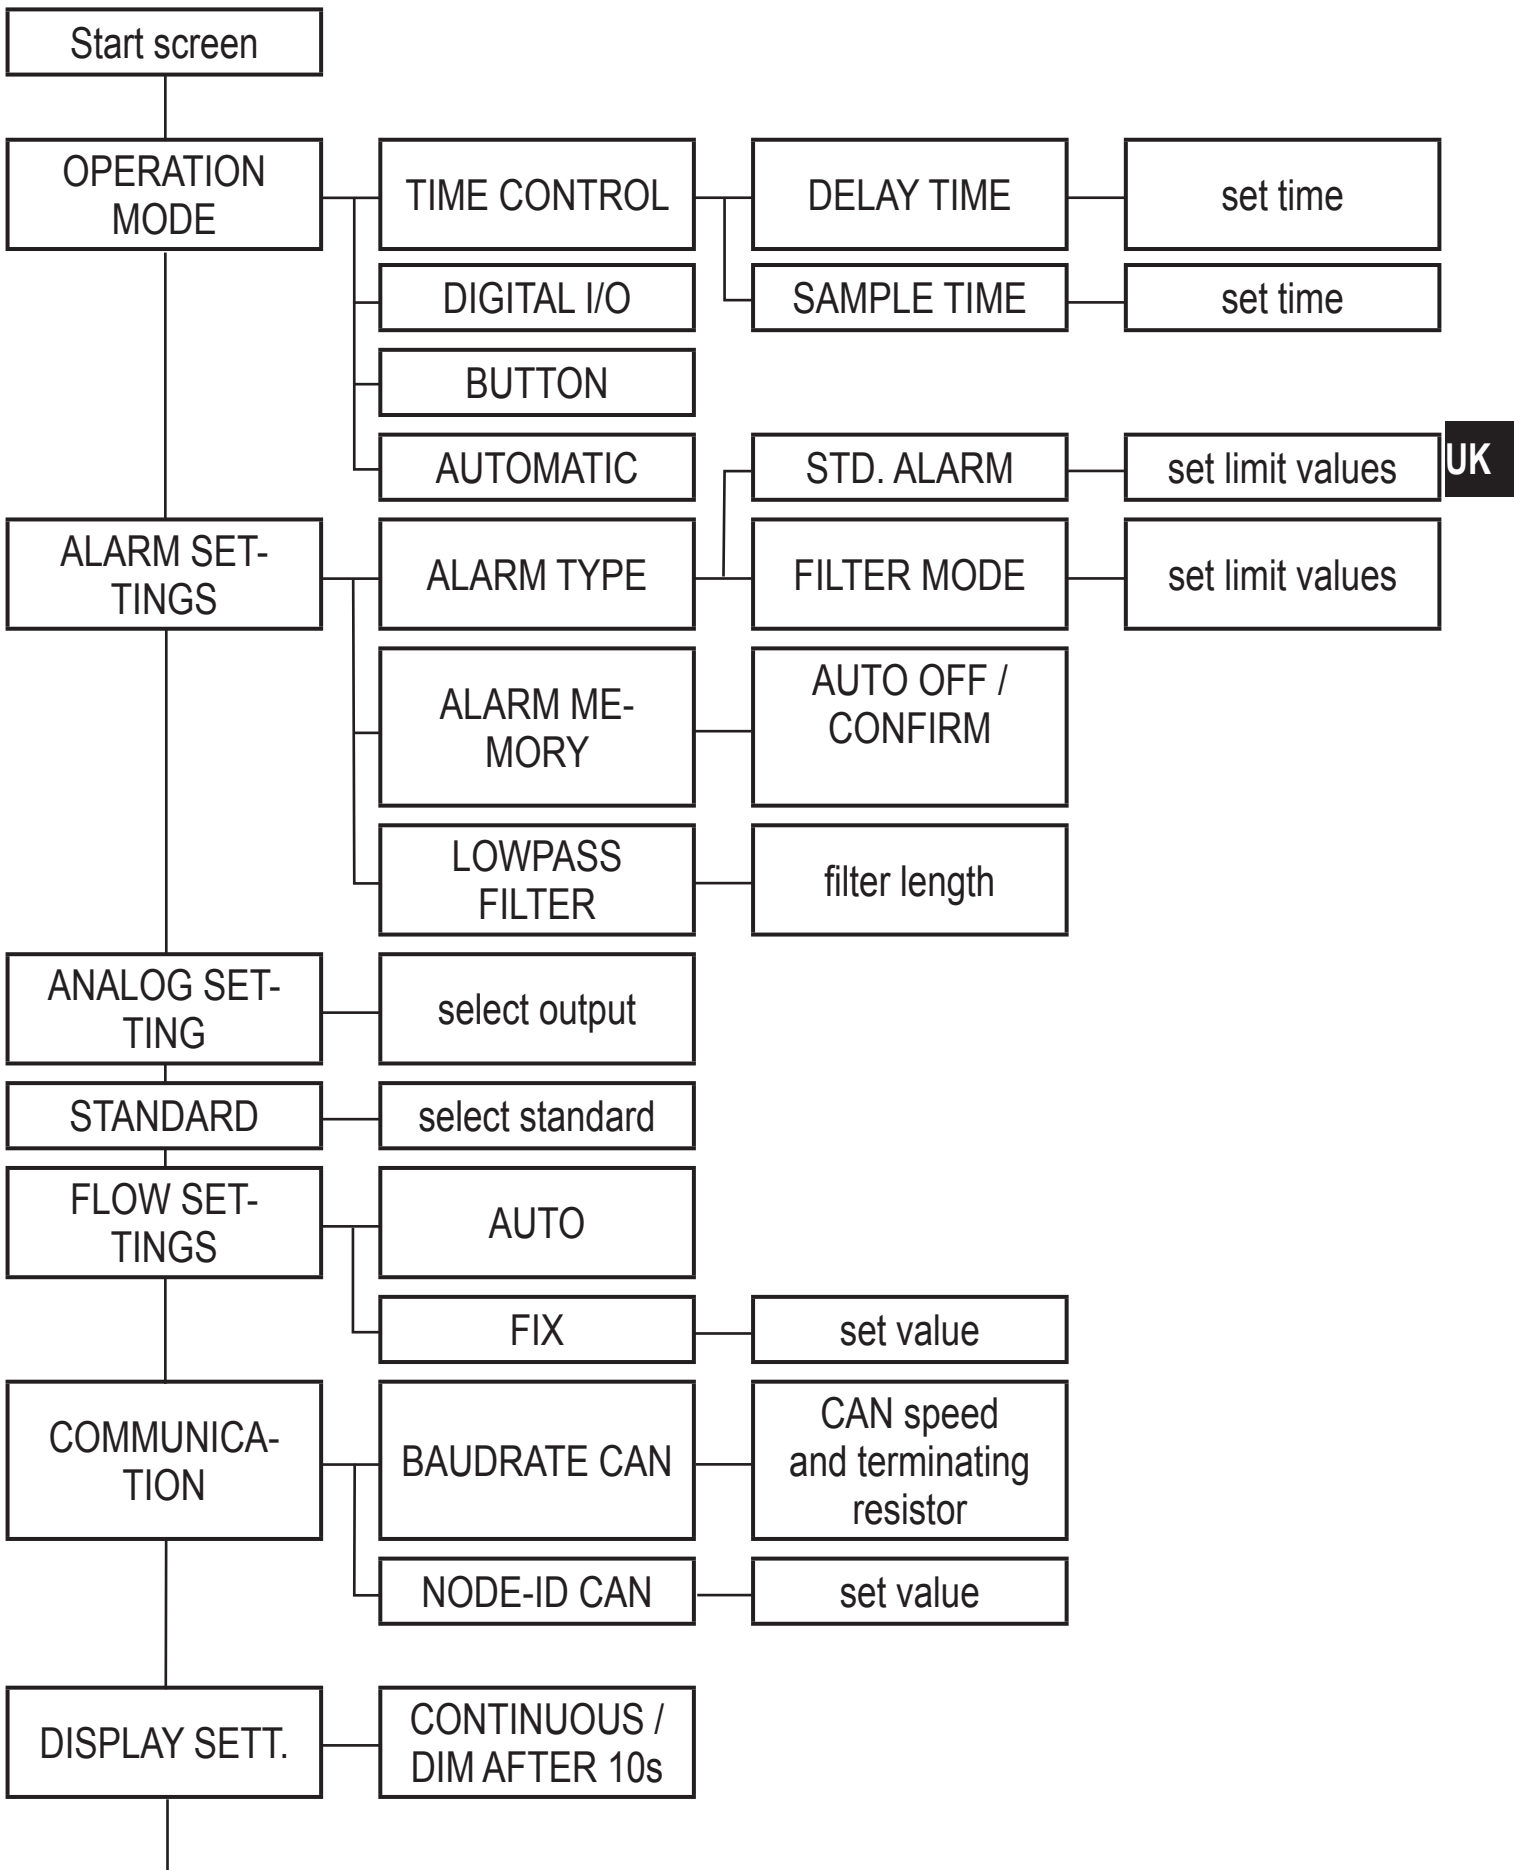 Start screen
OPERATION
MODE
TIME CONTROL
DELAY TIME
set time
DIGITAL I/O
SAMPLE TIME
set time
BUTTON
AUTOMATIC
STD. ALARM
set limit values
UK
ALARM SET-
TINGS
ALARM TYPE
FILTER MODE
set limit values
ALARM ME-
MORY
AUTO OFF /
CONFIRM
LOWPASS
FILTER
filter length
ANALOG SET-
TING
select output
STANDARD
select standard
FLOW SET-
TINGS
AUTO
FIX
set value
COMMUNICA-
TION
BAUDRATE CAN
CAN speed
and terminating
resistor
NODE-ID CAN
set value
DISPLAY SETT.
CONTINUOUS /
DIM AFTER 10s